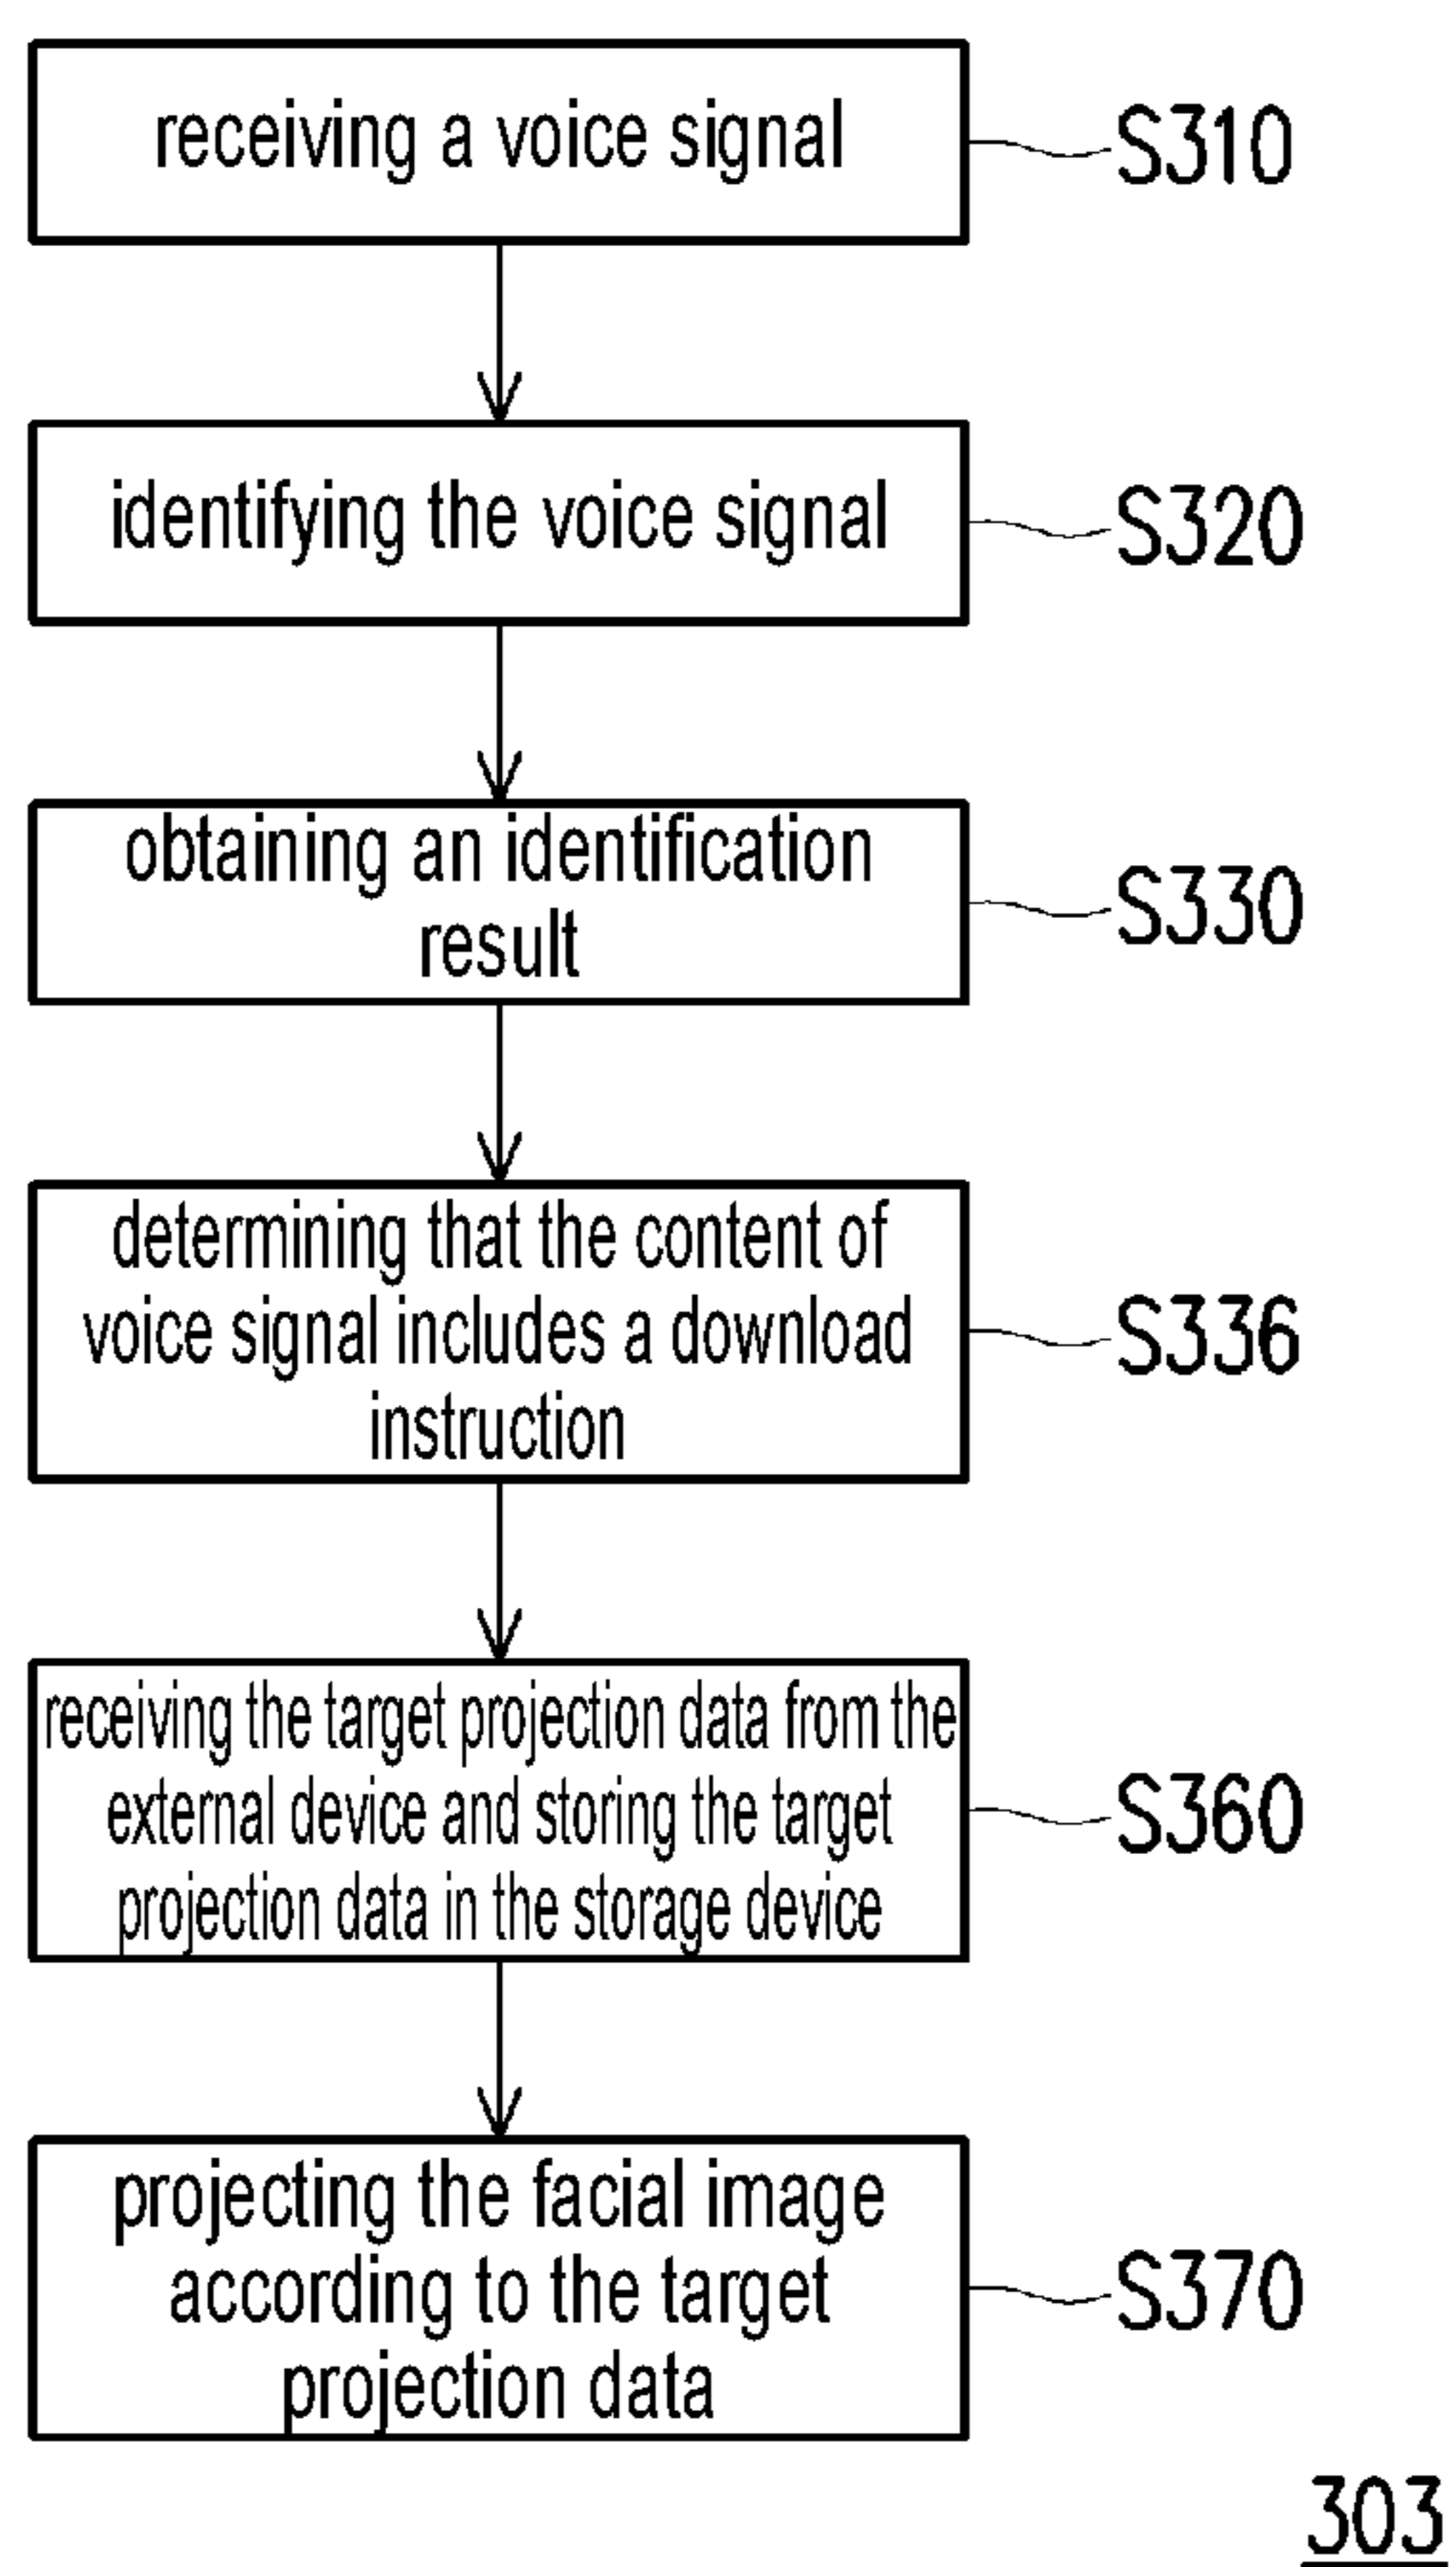 receiving a voice signal
S310
identifying the voice signal
S320
obtaining an identification
result
S330
determining that the content of
voice signal includes a download
instruction
S336
receiving the target projection data from the
external device and storing the target
projection data in the storage device
S360
projecting the facial image
according to the target
projection data
S370
303